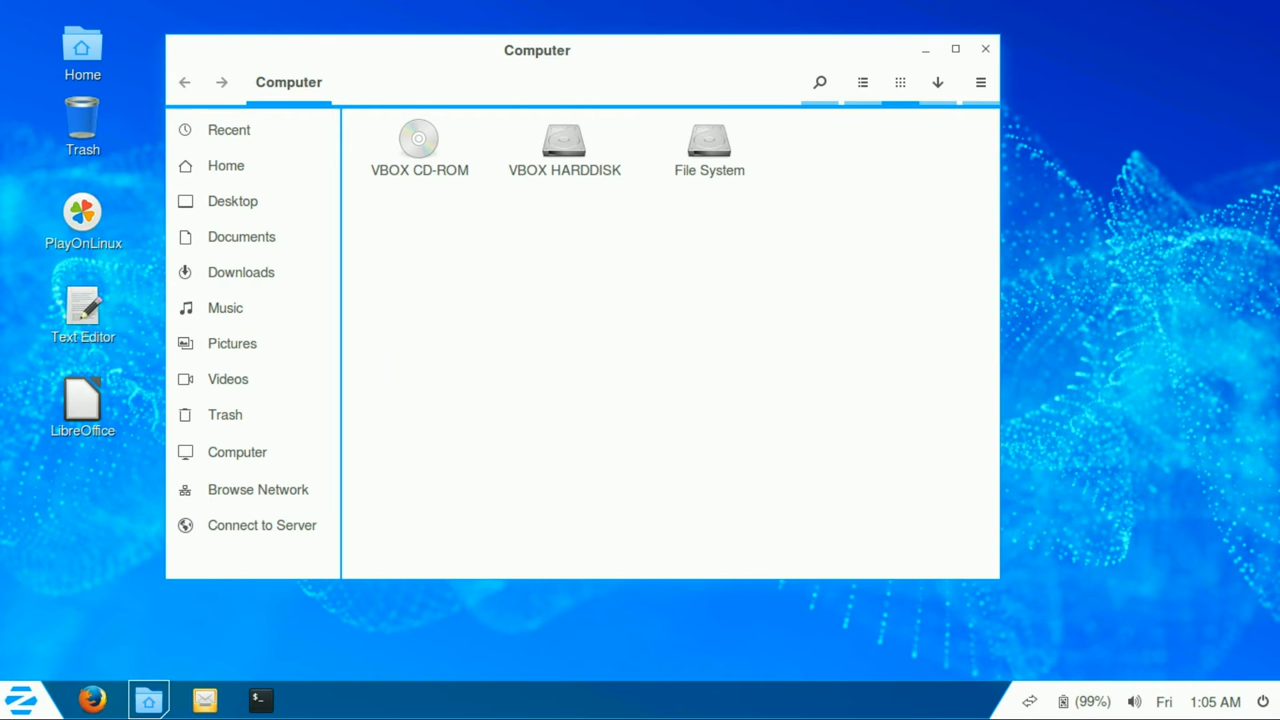 Home
Trash
PlayOnLinux
Text Editor
LibreOffice
Computer
Computer
Recent
Home
Desktop
Documents
Downloads
Music
Pictures
Videos
Trash
Computer
Browse Network
Connect to Server
VBOX CD-ROM
VBOX HARDDISK
File System
(99%)
Fri
1:05 AM